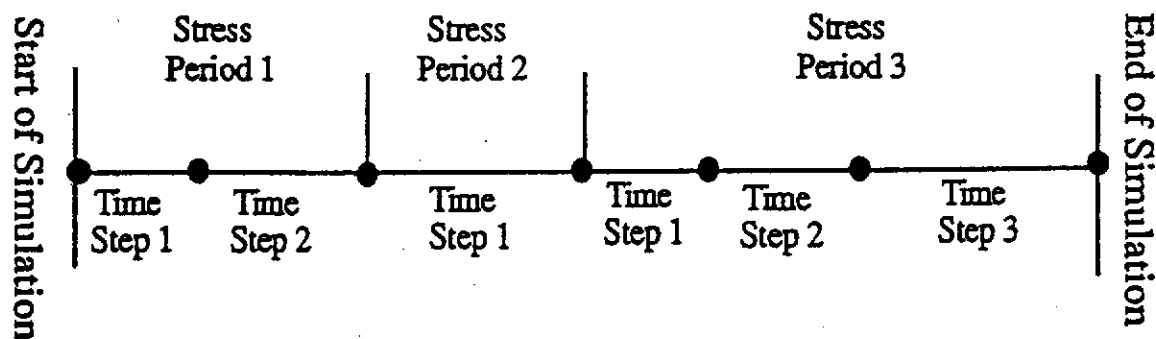 Start of Simulation
Stress
Period 1
Stress
Period 2
Stress
Period 3
End of Simulation
Time
Step 1
Time
Step 2
Time
Step 1
Time
Step 1
Time
Step 2
Time
Step 3